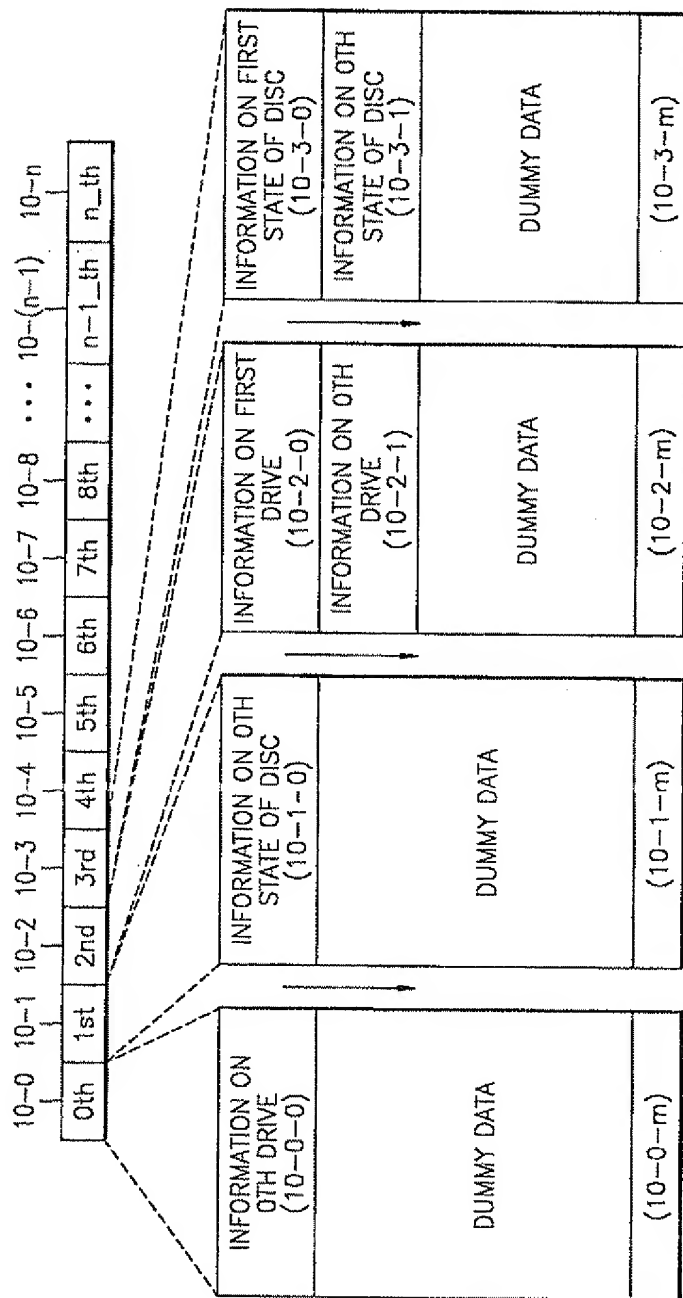 10-0 10-1 10-2 10-3 10-4 10-5 10-6 10-7 10-8 ••• 10-(n-1) 10-n
0th 1st 2nd 3rd 4th 5th 6th 7th 8th ••• n-1_th n_th
INFORMATION ON
0TH DRIVE
(10-0-0)
DUMMY DATA
(10-0-m)
INFORMATION ON 0TH
STATE OF DISC
(10-1-0)
DUMMY DATA
(10-1-m)
INFORMATION ON FIRST
DRIVE
(10-2-0)
INFORMATION ON 0TH
DRIVE
(10-2-1)
DUMMY DATA
(10-2-m)
INFORMATION ON FIRST
STATE OF DISC
(10-3-0)
INFORMATION ON 0TH
STATE OF DISC
(10-3-1)
DUMMY DATA
(10-3-m)